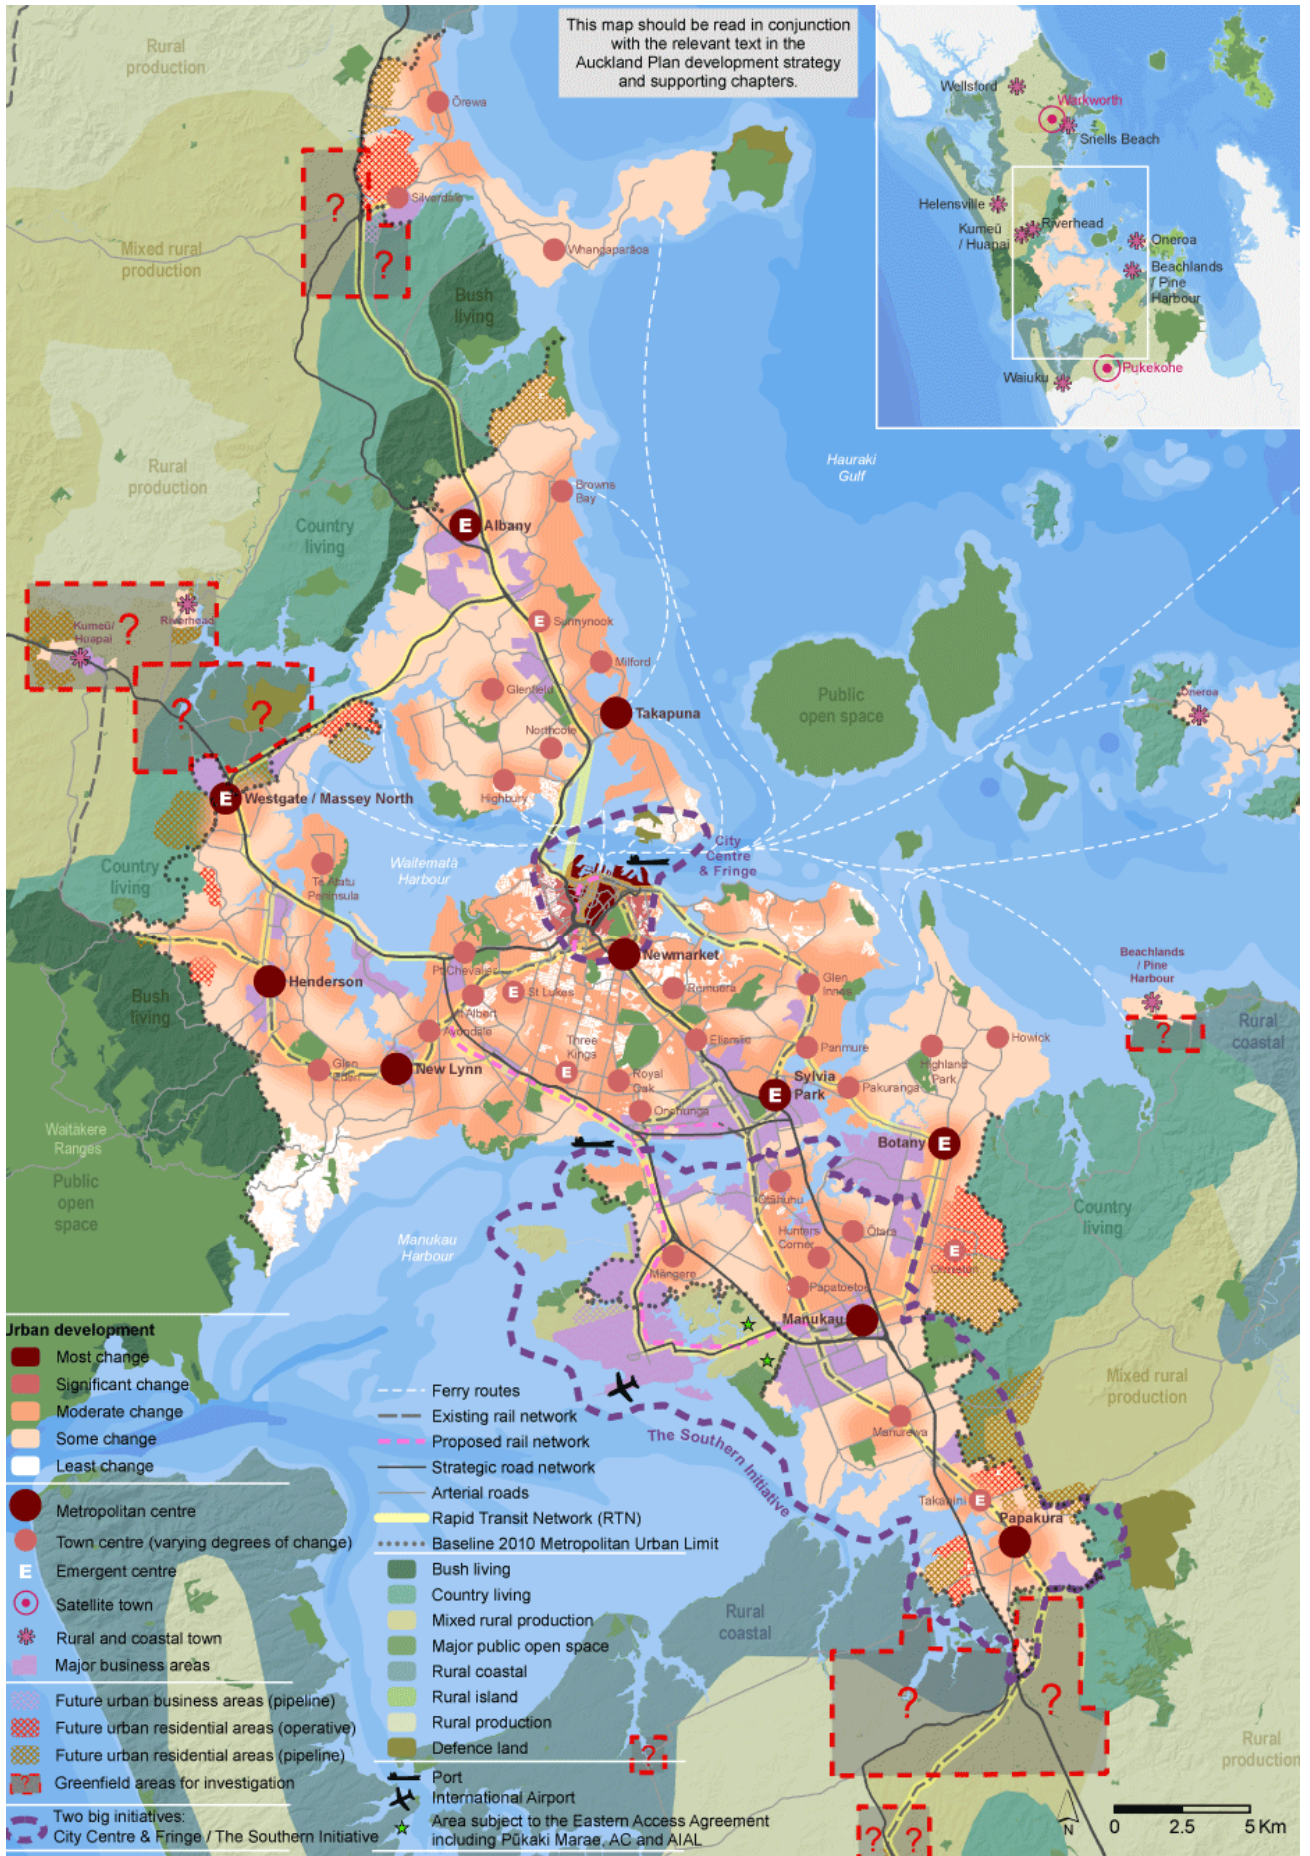 This map should be read in conjunction
with the relevant text in the
Auckland Plan development strategy
and supporting chapters.
Wellsford
Warkworth
Snells Beach
Helensville
Kumeū
/ Huapai
Riverhead
Oneroa
Beachlands
/ Pine
Harbour
Waiuku
Pukekohe
Rural
production
Ōrewa
?
Silverdale
Mixed rural
production
?
Whangaparāoa
Bush
living
Rural
production
Hauraki
Gulf
Browns
Bay
Country
living
E Albany
Riverhead
Kumeū/
Huapai
?
E Sunnynook
Milford
Glenfield
?
?
Public
open space
Oneroa
Takapuna
Northcote
Highbury
E Westgate / Massey North
City
Centre
& Fringe
Waitematā
Harbour
Country
living
Te Atatu
Peninsula
Newmarket
Pt Chevalier
Beachlands
/ Pine
Harbour
Henderson
Glen
Innes
Remuera
E St Lukes
Mt Albert
Bush
living
Avondale
Three
Kings
Ellerslie
Panmure
Howick
Highland
Park
?
Rural
coastal
Glen
Eden
New Lynn
E
Royal
Oak
E Sylvia
Park
Pakuranga
Onehunga
Waitākere
Ranges
Botany E
Public
open
space
Ōtāhuhu
Country
living
Manukau
Harbour
Hunters
Corner
Ōtara
E
Ormiston
Māngere
Papatoetoe
Manukau
Mixed rural
production
Manurewa
The Southern Initiative
Takanini E
Papakura
Rural
coastal
?
?
Rural
production
?
? ?
Urban development
Most change
Significant change
Moderate change
Some change
Least change
Metropolitan centre
Town centre (varying degrees of change)
E Emergent centre
Satellite town
Rural and coastal town
Major business areas
Future urban business areas (pipeline)
Future urban residential areas (operative)
Future urban residential areas (pipeline)
? Greenfield areas for investigation
Two big initiatives:
City Centre & Fringe / The Southern Initiative
Ferry routes
Existing rail network
Proposed rail network
Strategic road network
Arterial roads
Rapid Transit Network (RTN)
Baseline 2010 Metropolitan Urban Limit
Bush living
Country living
Mixed rural production
Major public open space
Rural coastal
Rural island
Rural production
Defence land
Port
International Airport
Area subject to the Eastern Access Agreement
including Pūkaki Marae, AC and AIAL
N
0 2.5 5 Km